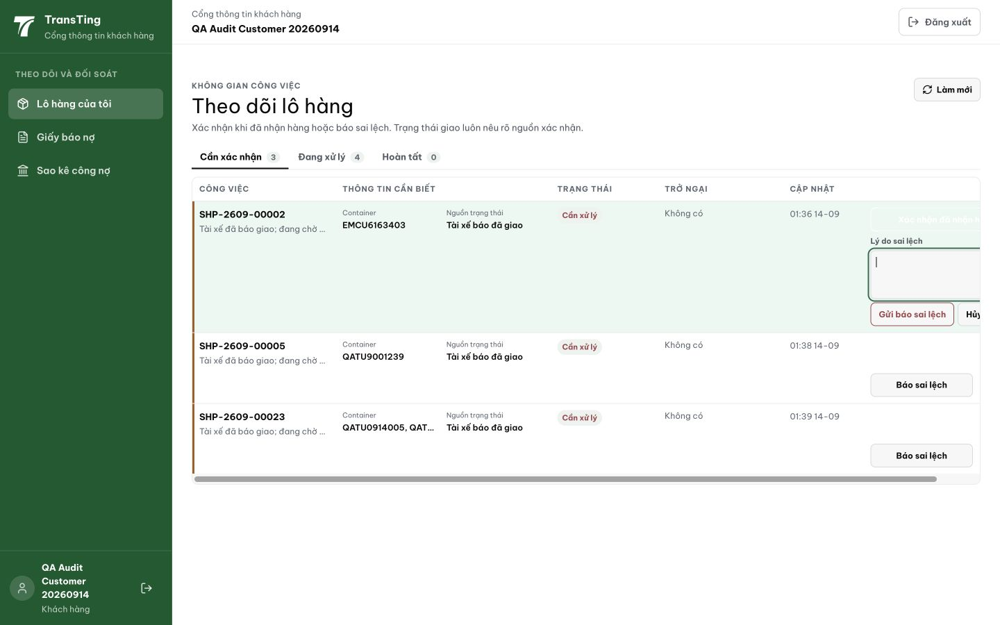 TransTing
Cổng thông tin khách hàng
THEO DÕI VÀ ĐỐI SOÁT
Lô hàng của tôi
Giấy báo nợ
Sao kê công nợ
QA Audit
Customer
20260914
Khách hàng
Cổng thông tin khách hàng
QA Audit Customer 20260914
Đăng xuất
KHÔNG GIAN CÔNG VIỆC
Theo dõi lô hàng
Xác nhận khi đã nhận hàng hoặc báo sai lệch. Trạng thái giao luôn nêu rõ nguồn xác nhận.
Làm mới
Cần xác nhận 3 Đang xử lý 4 Hoàn tất 0
CÔNG VIỆC THÔNG TIN CẦN BIẾT TRẠNG THÁI TRỞ NGẠI CẬP NHẬT
SHP-2609-00002
Tài xế đã báo giao; đang chờ ...
Container
EMCU6163403
Nguồn trạng thái
Tài xế báo đã giao
Cần xử lý
Không có
01:36 14-09
Xác nhận đã nhận h
Lý do sai lệch
Gửi báo sai lệch
Hủy
SHP-2609-00005
Tài xế đã báo giao; đang chờ ...
Container
QATU9001239
Nguồn trạng thái
Tài xế báo đã giao
Cần xử lý
Không có
01:38 14-09
Báo sai lệch
SHP-2609-00023
Tài xế đã báo giao; đang chờ ...
Container
QATU0914005, QAT...
Nguồn trạng thái
Tài xế báo đã giao
Cần xử lý
Không có
01:39 14-09
Báo sai lệch